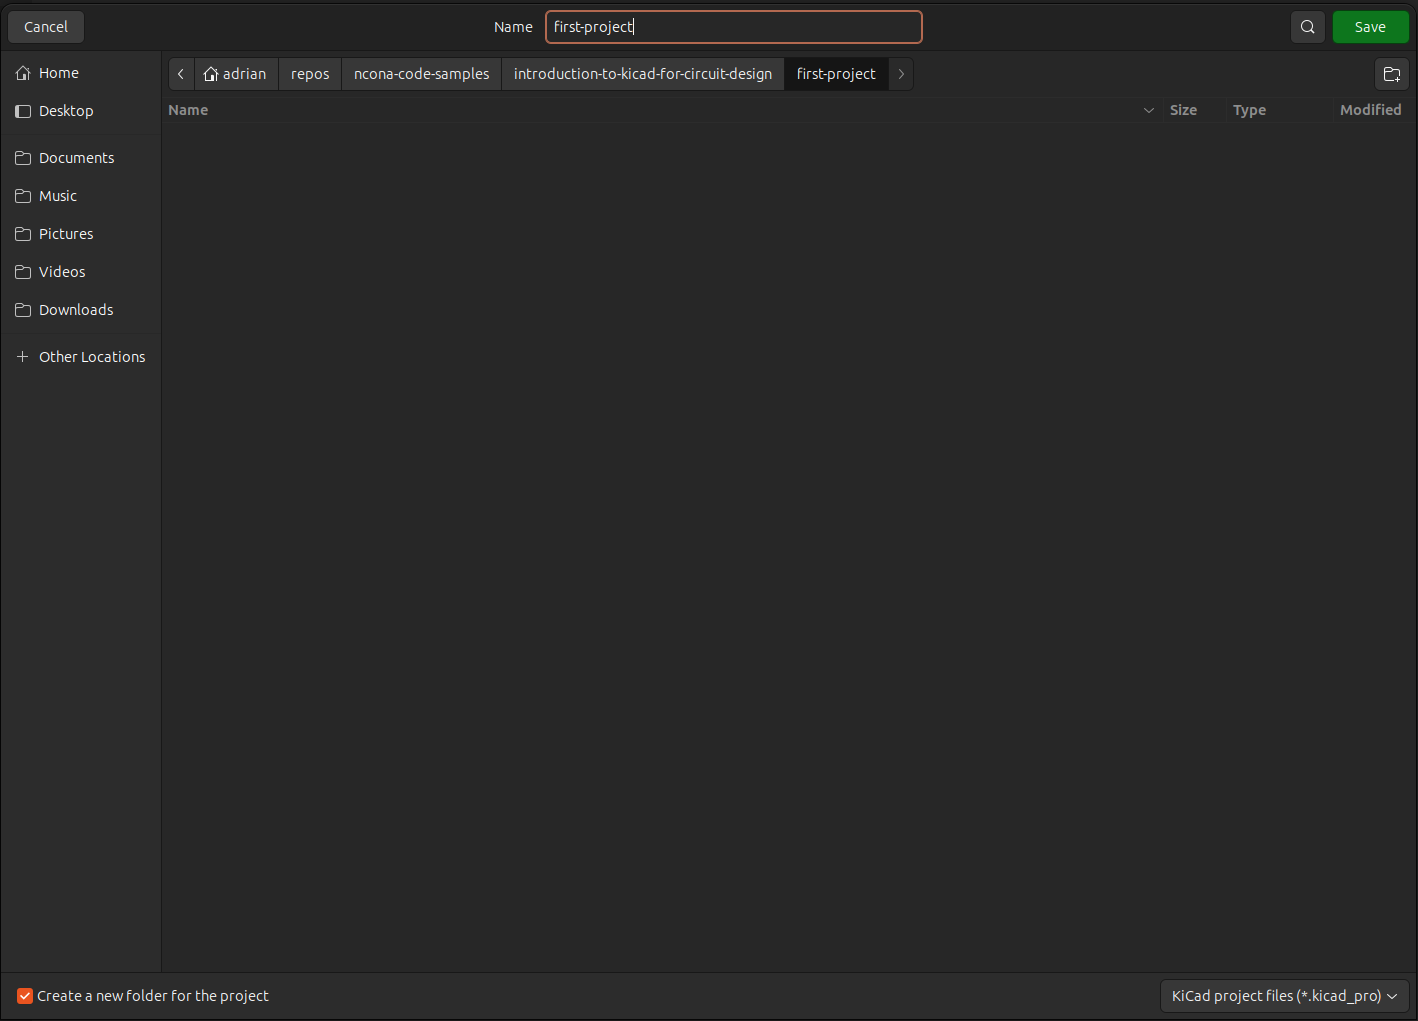 Cancel Name first-project Save
Home
Desktop
Documents
Music
Pictures
Videos
Downloads
Other Locations
adrian repos ncona-code-samples introduction-to-kicad-for-circuit-design first-project
Name Size Type Modified
Create a new folder for the project KiCad project files (*.kicad_pro)